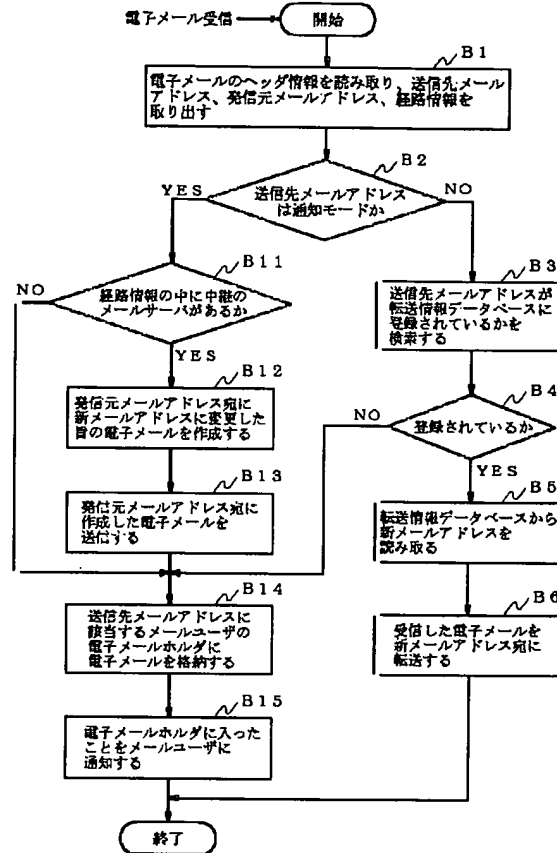 電子メール受信
開始
B1
電子メールのヘッダ情報を読み取り、送信先メール
アドレス、発信元メールアドレス、経路情報を
取り出す
B2
送信先メールアドレス
は通知モードか
YES
NO
B11
経路情報の中に中継の
メールサーバがあるか
NO
YES
B3
送信先メールアドレスが
転送情報データベースに
登録されているかを
検索する
B12
発信元メールアドレス宛に
新メールアドレスに変更した
旨の電子メールを作成する
B4
登録されているか
NO
YES
B13
発信元メールアドレス宛に
作成した電子メールを
送信する
B5
転送情報データベースから
新メールアドレスを
読み取る
B14
送信先メールアドレスに
該当するメールユーザの
電子メールホルダに
電子メールを格納する
B6
受信した電子メールを
新メールアドレス宛に
転送する
B15
電子メールホルダに入った
ことをメールユーザに
通知する
終了